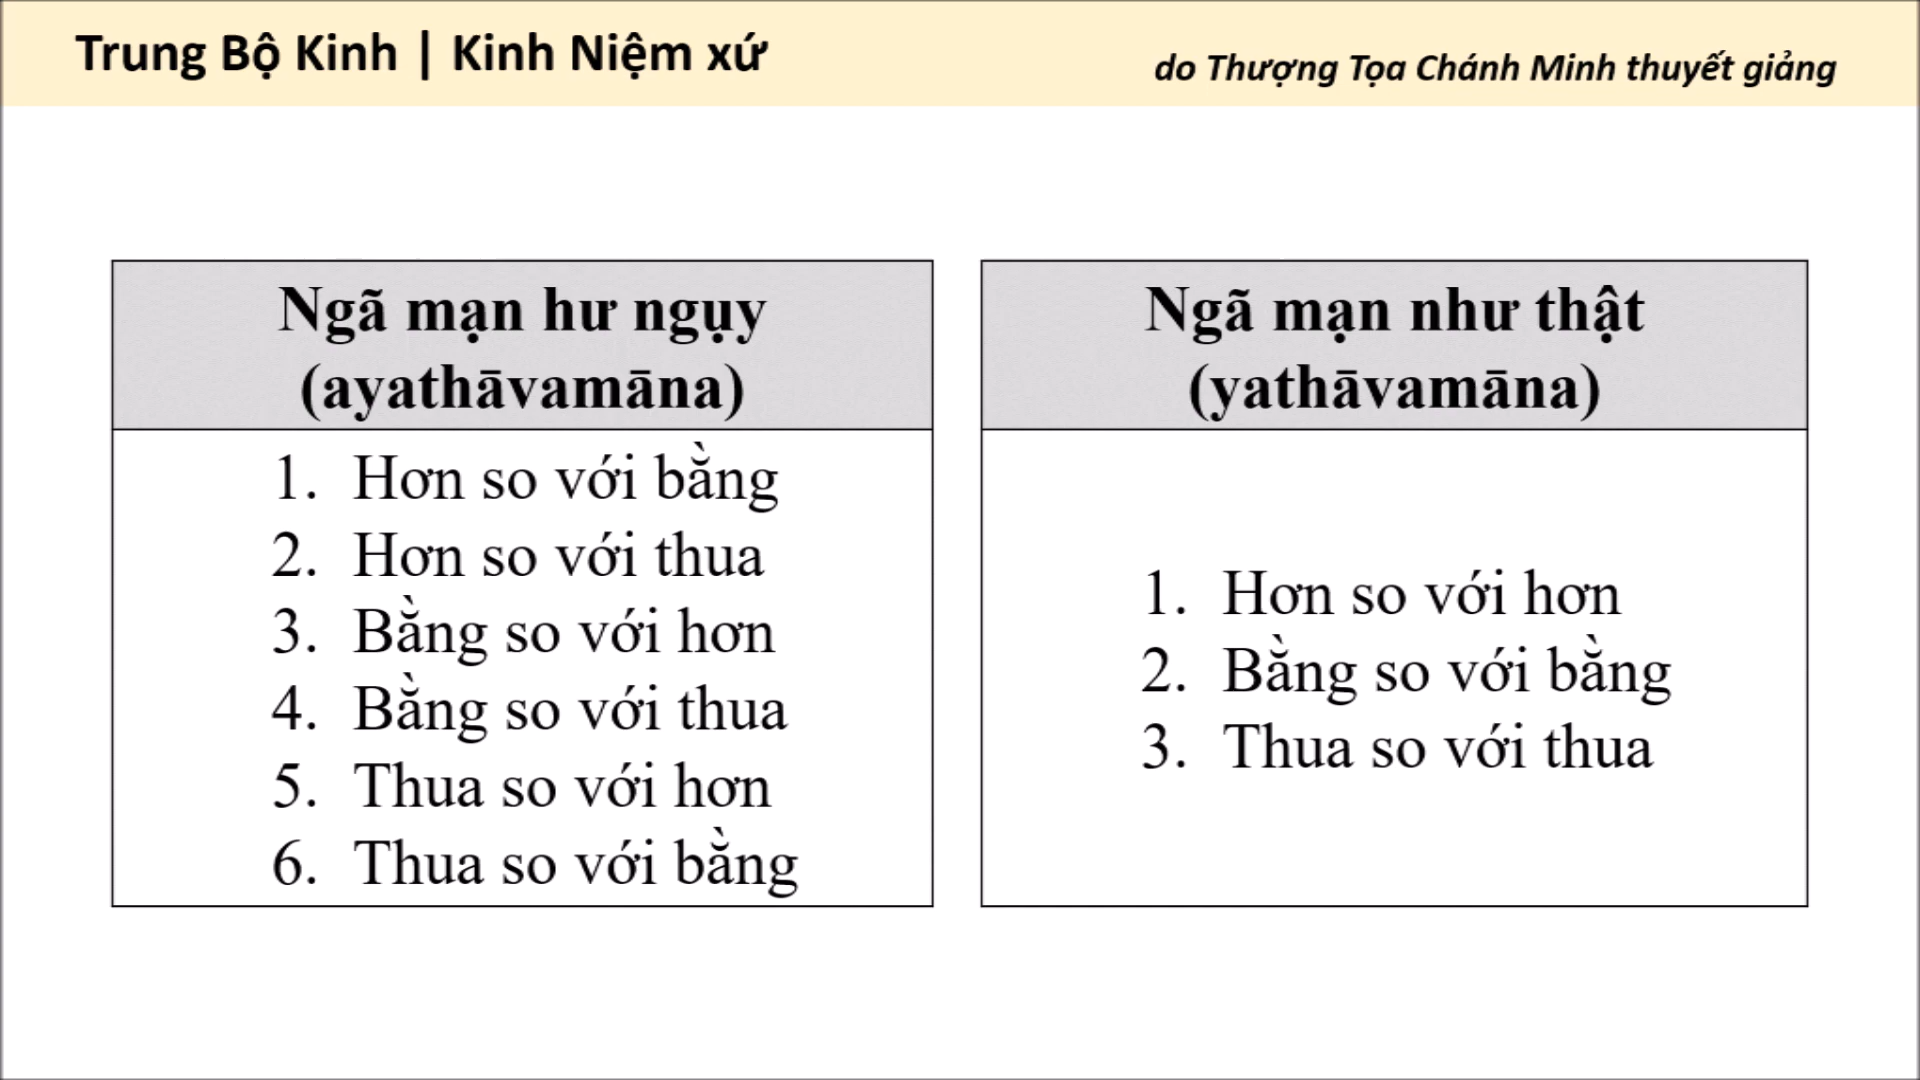 Trung Bộ Kinh | Kinh Niệm xứ
do Thượng Tọa Chánh Minh thuyết giảng
Ngã mạn hư ngụy
(ayathāvamāna)
1. Hơn so với bằng
2. Hơn so với thua
3. Bằng so với hơn
4. Bằng so với thua
5. Thua so với hơn
6. Thua so với bằng
Ngã mạn như thật
(yathāvamāna)
1. Hơn so với hơn
2. Bằng so với bằng
3. Thua so với thua